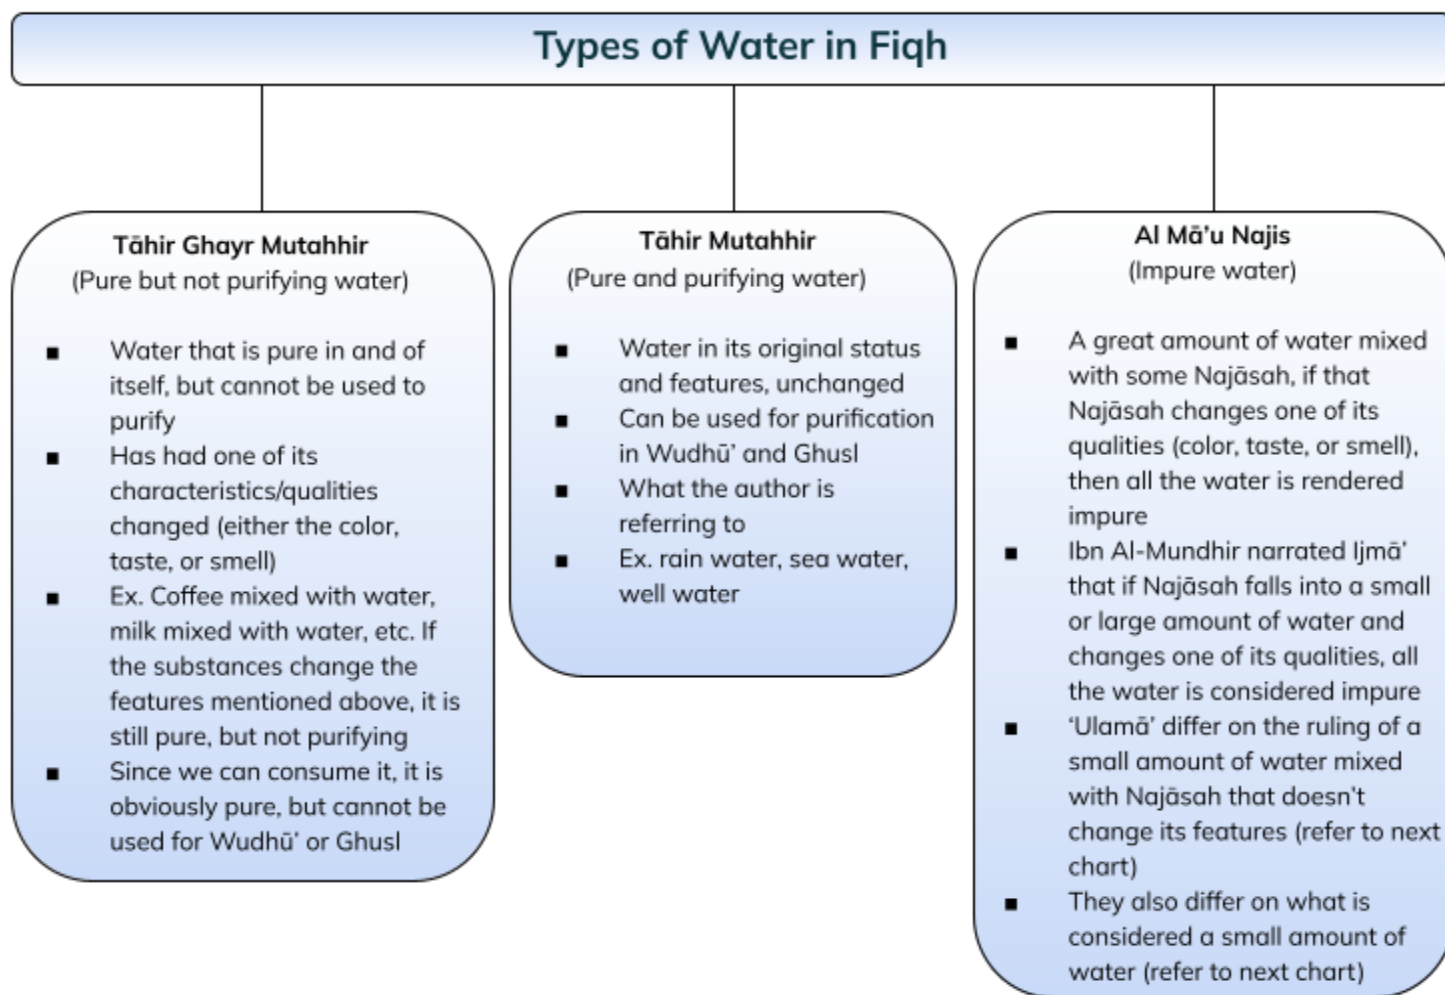 Types of Water in Fiqh
Tāhir Ghayr Mutahhir
(Pure but not purifying water)
▪ Water that is pure in and of
itself, but cannot be used to
purify
▪ Has had one of its
characteristics/qualities
changed (either the color,
taste, or smell)
▪ Ex. Coffee mixed with water,
milk mixed with water, etc. If
the substances change the
features mentioned above, it is
still pure, but not purifying
▪ Since we can consume it, it is
obviously pure, but cannot be
used for Wudhū’ or Ghusl
Tāhir Mutahhir
(Pure and purifying water)
▪ Water in its original status
and features, unchanged
▪ Can be used for purification
in Wudhū’ and Ghusl
▪ What the author is
referring to
▪ Ex. rain water, sea water,
well water
Al Mā’u Najis
(Impure water)
▪ A great amount of water mixed
with some Najāsah, if that
Najāsah changes one of its
qualities (color, taste, or smell),
then all the water is rendered
impure
▪ Ibn Al-Mundhir narrated Ijmā’
that if Najāsah falls into a small
or large amount of water and
changes one of its qualities, all
the water is considered impure
▪ ‘Ulamā’ differ on the ruling of a
small amount of water mixed
with Najāsah that doesn’t
change its features (refer to next
chart)
▪ They also differ on what is
considered a small amount of
water (refer to next chart)